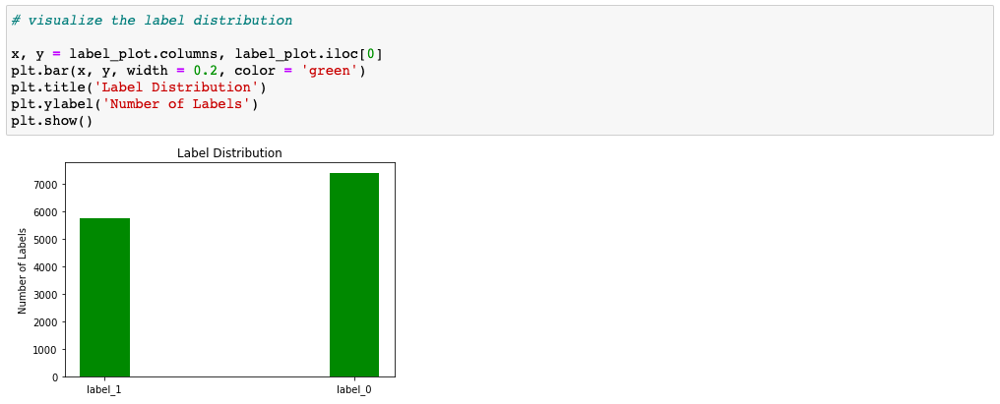 # visualize the label distribution
x, y = label_plot.columns, label_plot.iloc[0]
plt.bar(x, y, width = 0.2, color = 'green')
plt.title('Label Distribution')
plt.ylabel('Number of Labels')
plt.show()
Label Distribution
Number of Labels
7000
6000
5000
4000
3000
2000
1000
0
label_1 label_0